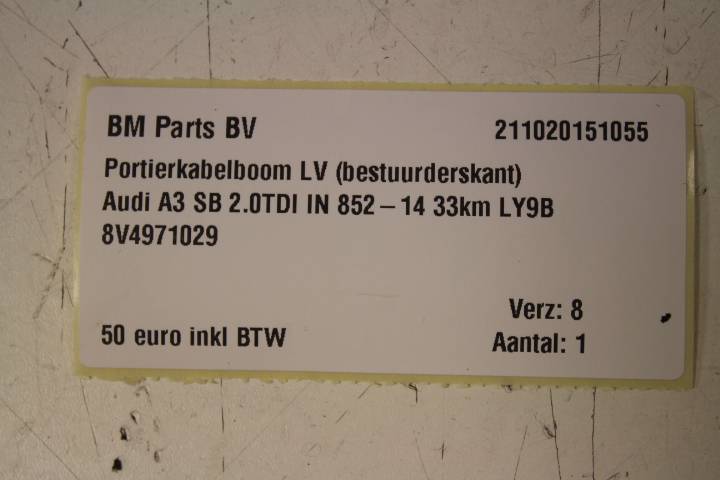 BM Parts BV 211020151055
Portierkabelboom LV (bestuurderskant)
Audi A3 SB 2.0TDI IN 852-14 33km LY9B
8V4971029
Verz: 8
50 euro inkl BTW Aantal: 1